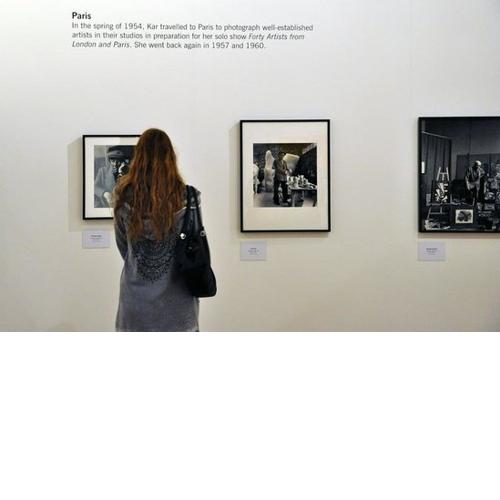 Paris
In the spring of 1954, Kar travelled to Paris to photograph well-established
artists in their studios in preparation for her solo show Forty Artists from
London and Paris. She went back again in 1957 and 1960.